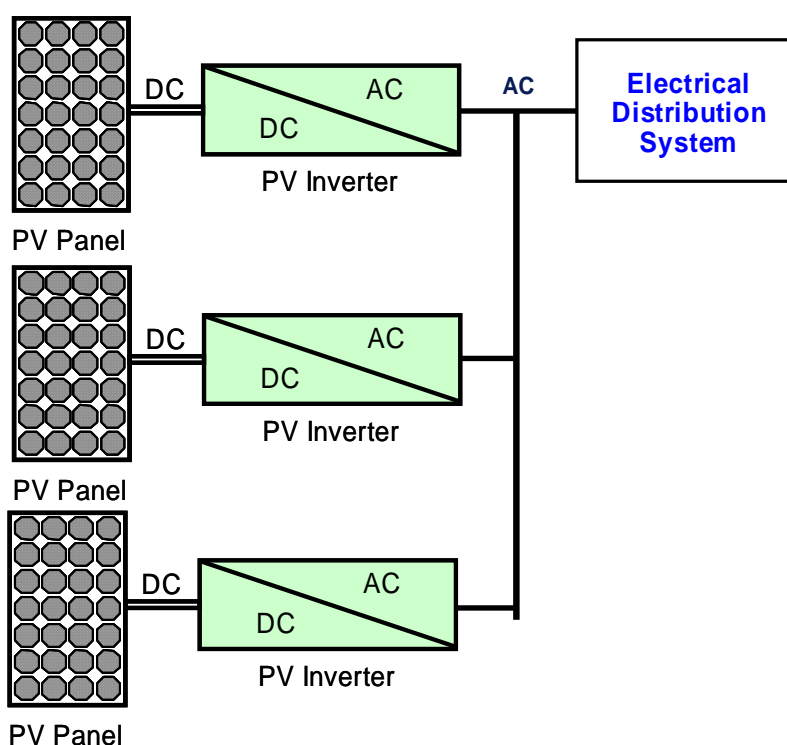 DC
AC
DC
PV Inverter
PV Panel
AC
Electrical
Distribution
System
DC
AC
DC
PV Inverter
PV Panel
DC
AC
DC
PV Inverter
PV Panel